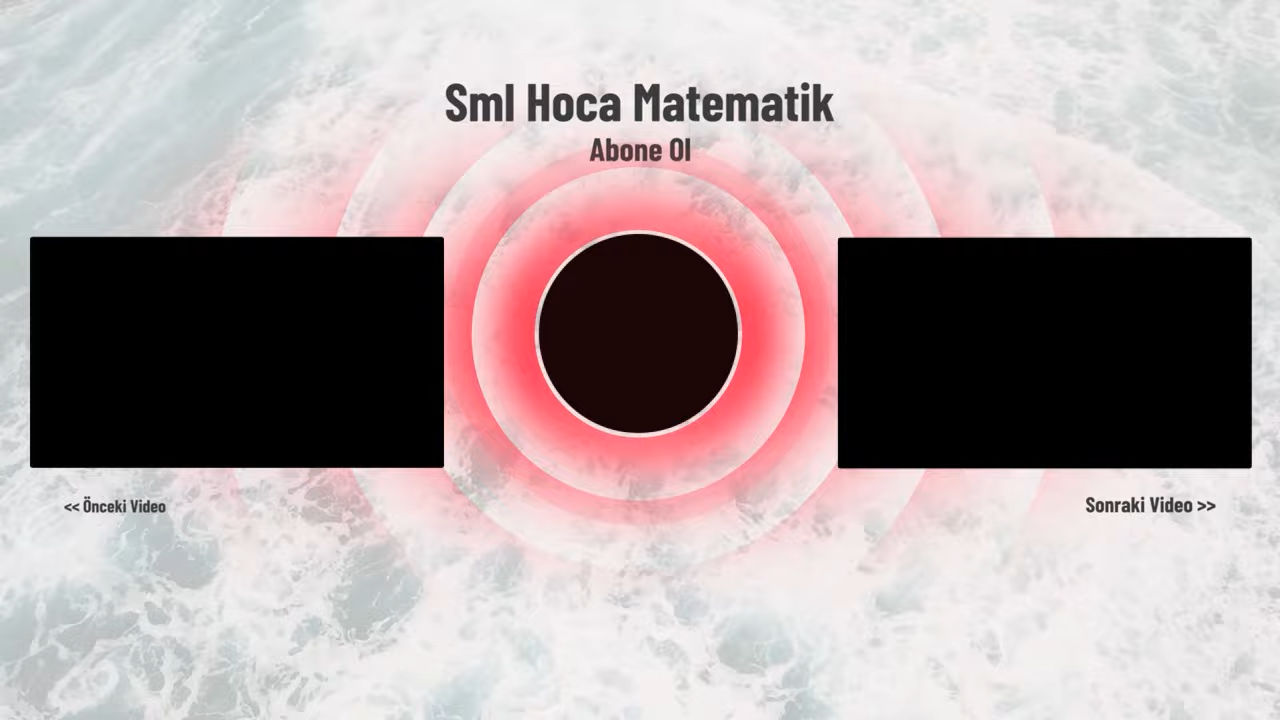 Sml Hoca Matematik
Abone Ol
<< Önceki Video
Sonraki Video >>